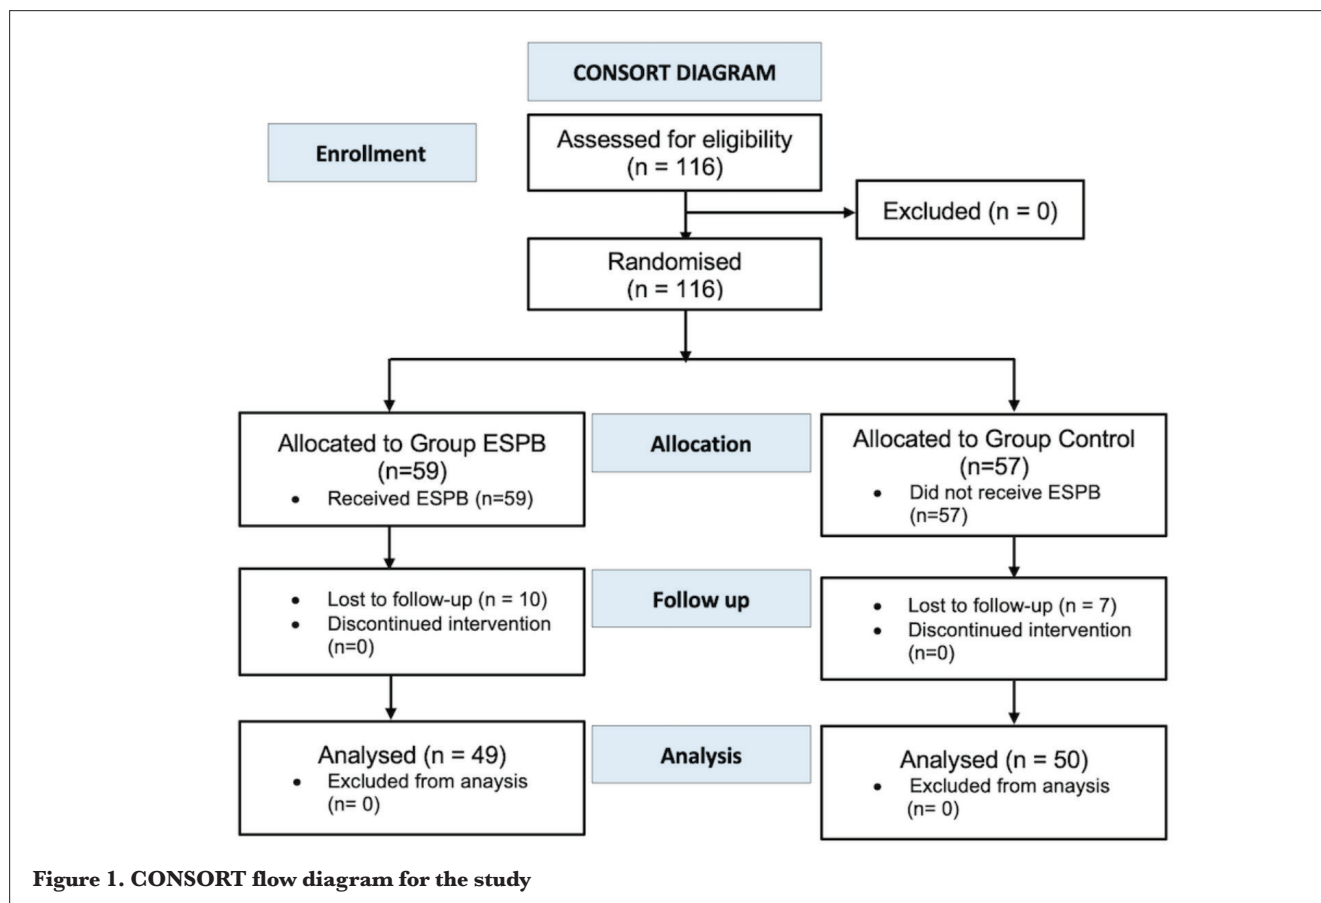 CONSORT DIAGRAM
Enrollment
Assessed for eligibility
(n = 116)
Excluded (n = 0)
Randomised
(n = 116)
Allocated to Group ESPB
(n=59)
• Received ESPB (n=59)
Allocation
Allocated to Group Control
(n=57)
• Did not receive ESPB
(n=57)
• Lost to follow-up (n = 10)
• Discontinued intervention
(n=0)
Follow up
• Lost to follow-up (n = 7)
• Discontinued intervention
(n=0)
Analysed (n = 49)
• Excluded from anaysis
(n= 0)
Analysis
Analysed (n = 50)
• Excluded from anaysis
(n= 0)
Figure 1. CONSORT flow diagram for the study